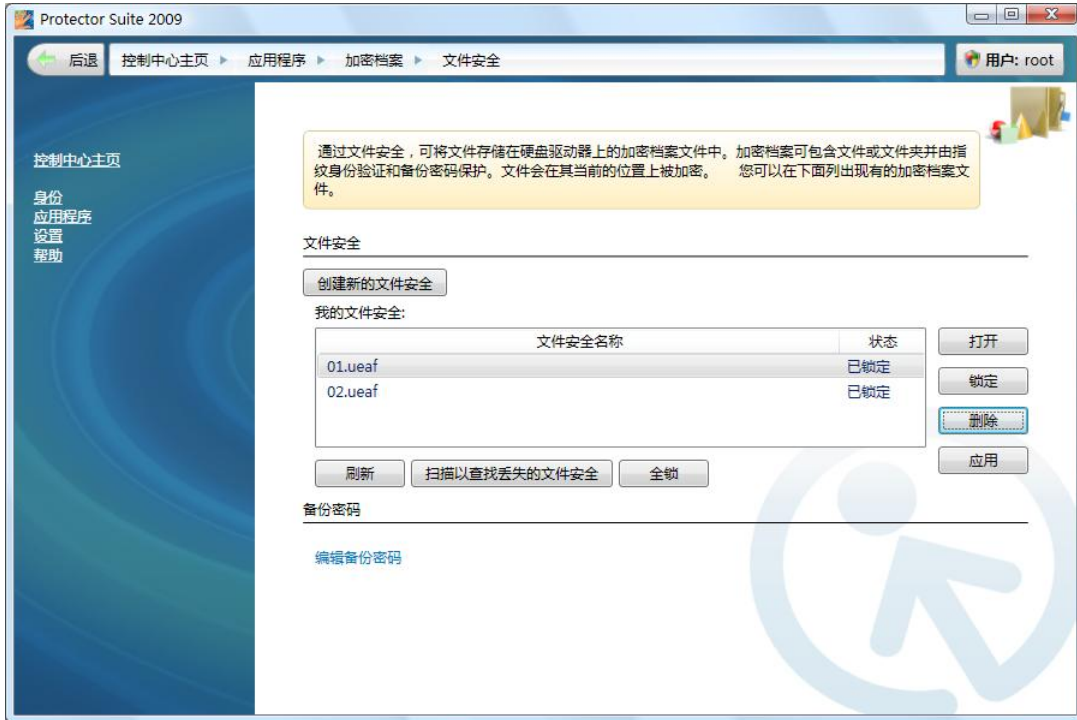 Protector Suite 2009
后退 控制中心主页 应用程序 加密档案 文件安全 用户: root
控制中心主页
身份
应用程序
设置
帮助
通过文件安全，可将文件存储在硬盘驱动器上的加密档案文件中。加密档案可包含文件或文件夹并由指
纹身份验证和备份密码保护。文件会在其当前的位置上被加密。 您可以在下面列出现有的加密档案文
件。
文件安全
创建新的文件安全
我的文件安全:
文件安全名称 状态
01.ueaf 已锁定
02.ueaf 已锁定
打开
锁定
删除
应用
刷新 扫描以查找丢失的文件安全 全锁
备份密码
编辑备份密码